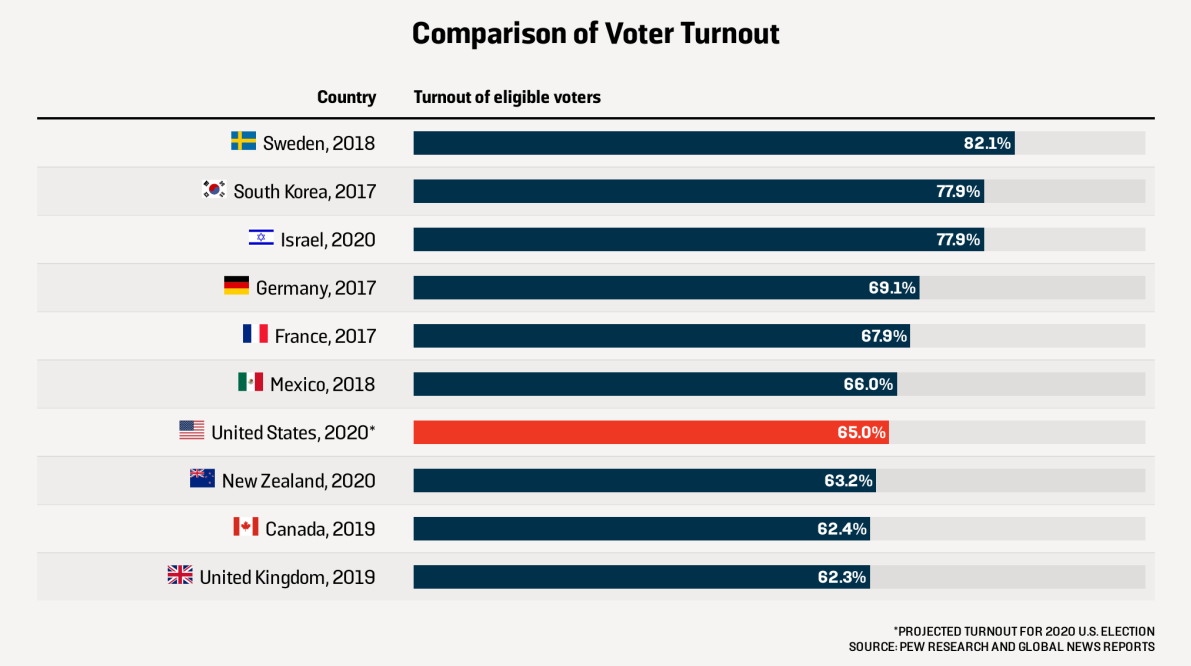 Comparison of Voter Turnout
Country Turnout of eligible voters
Sweden, 2018 82.1%
South Korea, 2017 77.9%
Israel, 2020 77.9%
Germany, 2017 69.1%
France, 2017 67.9%
Mexico, 2018 66.0%
United States, 2020* 65.0%
New Zealand, 2020 63.2%
Canada, 2019 62.4%
United Kingdom, 2019 62.3%
*PROJECTED TURNOUT FOR 2020 U.S. ELECTION
SOURCE: PEW RESEARCH AND GLOBAL NEWS REPORTS